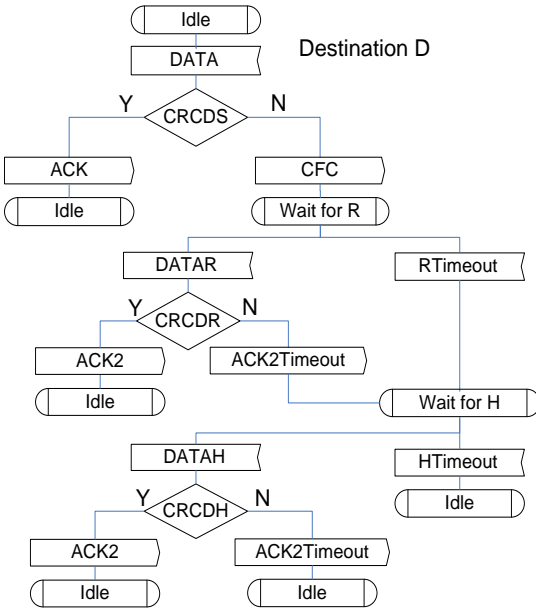 Idle
Destination D
DATA
Y
N
CRCDS
ACK
CFC
Idle
Wait for R
DATAR
RTimeout
Y
N
CRCDR
ACK2
ACK2Timeout
Idle
Wait for H
DATAH
HTimeout
Y
N
CRCDH
Idle
ACK2
ACK2Timeout
Idle
Idle